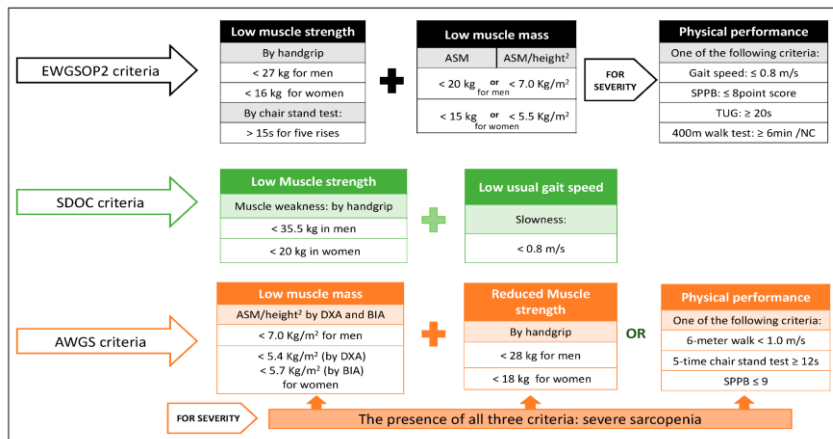 EWGSOP2 criteria
Low muscle strength
By handgrip
< 27 kg for men
< 16 kg for women
By chair stand test:
> 15s for five rises
Low muscle mass
ASM ASM/height²
< 20 kg or < 7.0 Kg/m²
for men
< 15 kg or < 5.5 Kg/m²
for women
FOR
SEVERITY
Physical performance
One of the following criteria:
Gait speed: ≤ 0.8 m/s
SPPB: ≤ 8point score
TUG: ≥ 20s
400m walk test: ≥ 6min /NC
SDOC criteria
Low Muscle strength
Muscle weakness: by handgrip
< 35.5 kg in men
< 20 kg in women
Low usual gait speed
Slowness:
< 0.8 m/s
AWGS criteria
Low muscle mass
ASM/height² by DXA and BIA
< 7.0 Kg/m² for men
< 5.4 Kg/m² (by DXA)
< 5.7 Kg/m² (by BIA)
for women
Reduced Muscle
strength
By handgrip
< 28 kg for men
< 18 kg for women
OR
Physical performance
One of the following criteria:
6-meter walk < 1.0 m/s
5-time chair stand test ≥ 12s
SPPB ≤ 9
FOR SEVERITY
The presence of all three criteria: severe sarcopenia